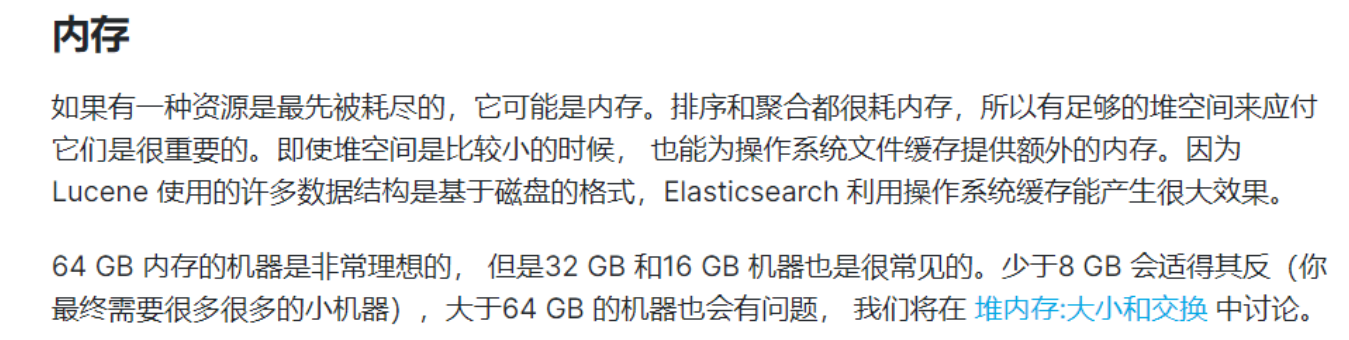 内存
如果有一种资源是最先被耗尽的，它可能是内存。排序和聚合都很耗内存，所以有足够的堆空间来应付
它们是很重要的。即使堆空间是比较小的时候， 也能为操作系统文件缓存提供额外的内存。因为
Lucene 使用的许多数据结构是基于磁盘的格式，Elasticsearch 利用操作系统缓存能产生很大效果。
64 GB 内存的机器是非常理想的， 但是32 GB 和16 GB 机器也是很常见的。少于8 GB 会适得其反（你
最终需要很多很多的小机器），大于64 GB 的机器也会有问题， 我们将在 堆内存:大小和交换 中讨论。